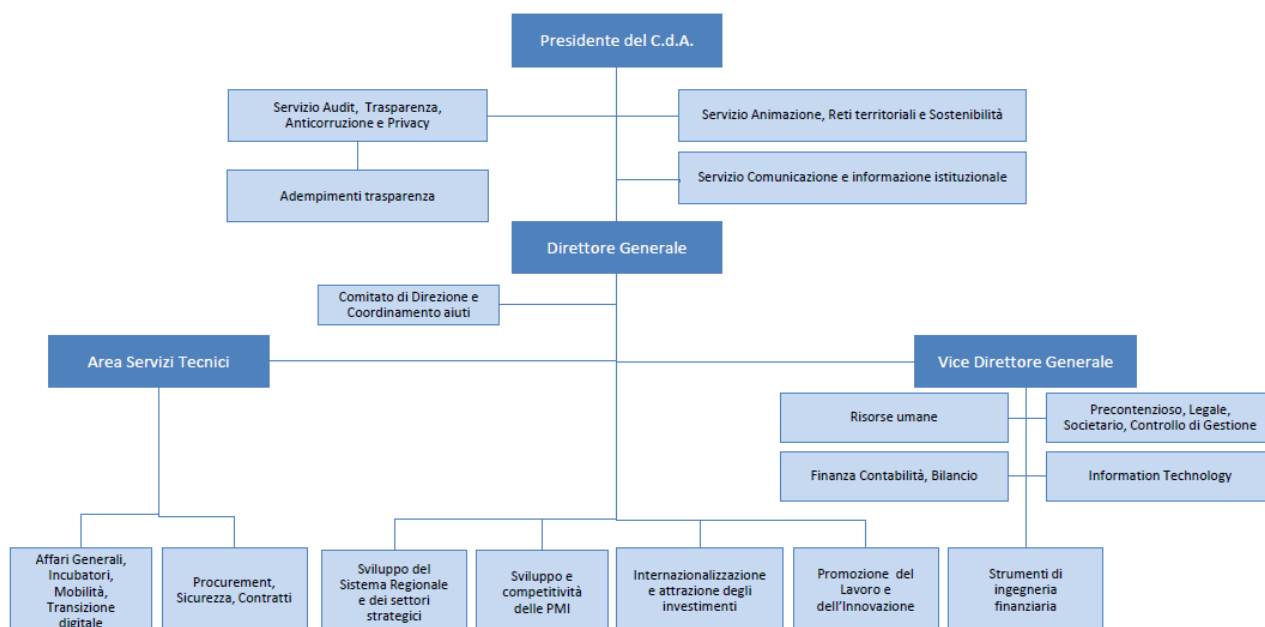 Presidente del C.d.A.
Servizio Audit, Trasparenza,
Anticorruzione e Privacy
Servizio Animazione, Reti territoriali e Sostenibilità
Adempimenti trasparenza
Servizio Comunicazione e informazione istituzionale
Direttore Generale
Comitato di Direzione e
Coordinamento aiuti
Area Servizi Tecnici
Vice Direttore Generale
Risorse umane
Precontenzioso, Legale,
Societario, Controllo di Gestione
Finanza Contabilità, Bilancio
Information Technology
Affari Generali,
Incubatori,
Mobilità,
Transizione
digitale
Procurement,
Sicurezza, Contratti
Sviluppo del
Sistema Regionale
e dei settori
strategici
Sviluppo e
competitività
delle PMI
Internazionalizzazione
e attrazione degli
investimenti
Promozione del
Lavoro e
dell'Innovazione
Strumenti di
ingegneria
finanziaria